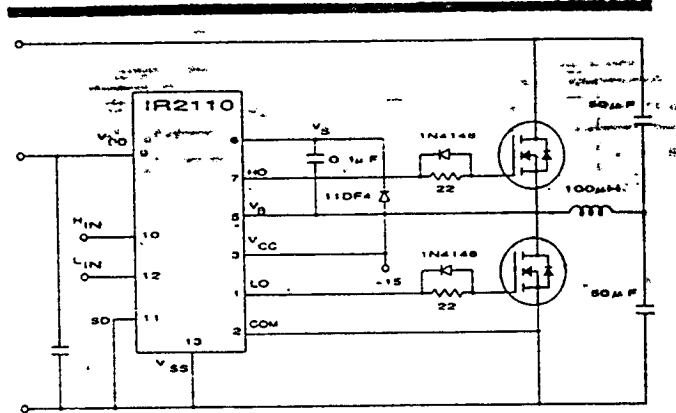 IR2110
9
10
12
11
13
6
7
5
3
1
2
H IN
L IN
SD
V SS
V B
0.1µF
HO
11DF4
V CC
+15
LO
COM
1N4148
22
1N4148
22
100µH
50µF
50µF